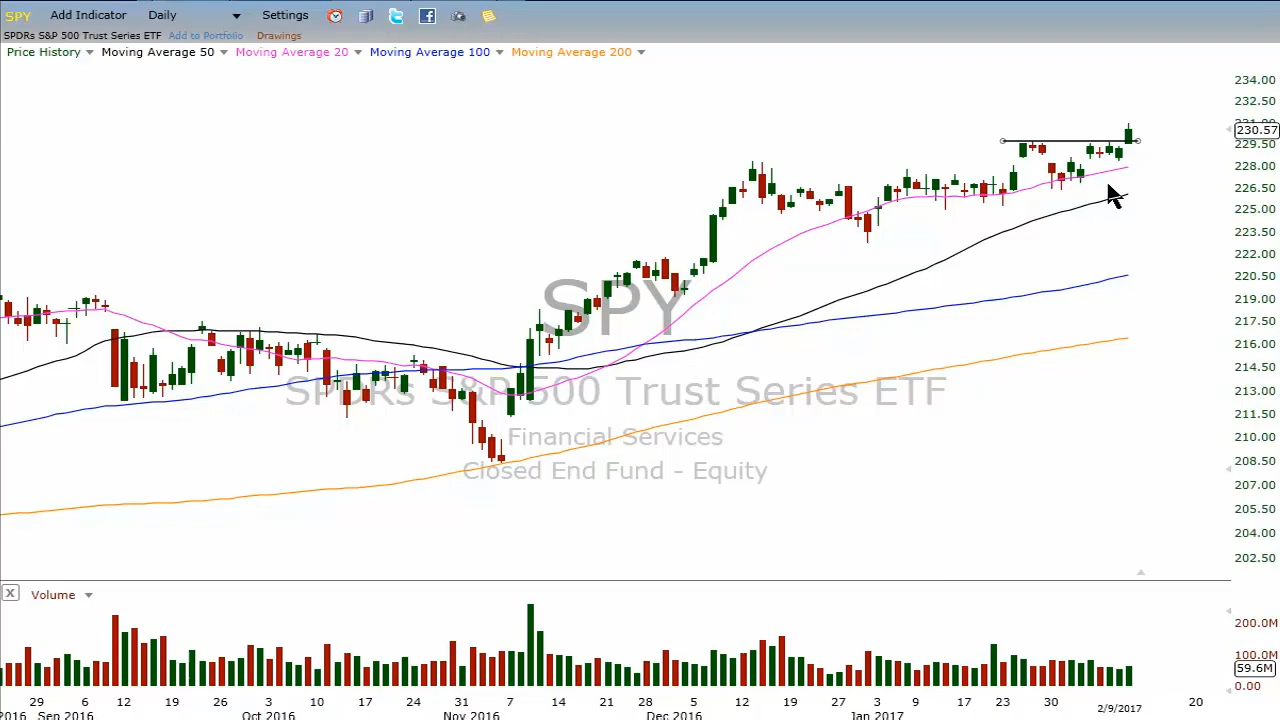 SPY Add Indicator Daily Settings
SPDRs S&P 500 Trust Series ETF Add to Portfolio Drawings
Price History Moving Average 50 Moving Average 20 Moving Average 100 Moving Average 200
234.00
232.50
231.00
230.57
229.50
228.00
226.50
225.00
223.50
222.00
220.50
219.00
217.50
216.00
214.50
213.00
211.50
210.00
208.50
207.00
205.50
204.00
202.50
SPY
SPDRs S&P 500 Trust Series ETF
Financial Services
Closed End Fund - Equity
X Volume
200.0M
100.0M
59.6M
0.00
29 6 12 19 26 3 10 17 24 31 7 14 21 28 5 12 19 27 3 9 17 23 30 2/9/2017 20
2016 Sep 2016 Oct 2016 Nov 2016 Dec 2016 Jan 2017